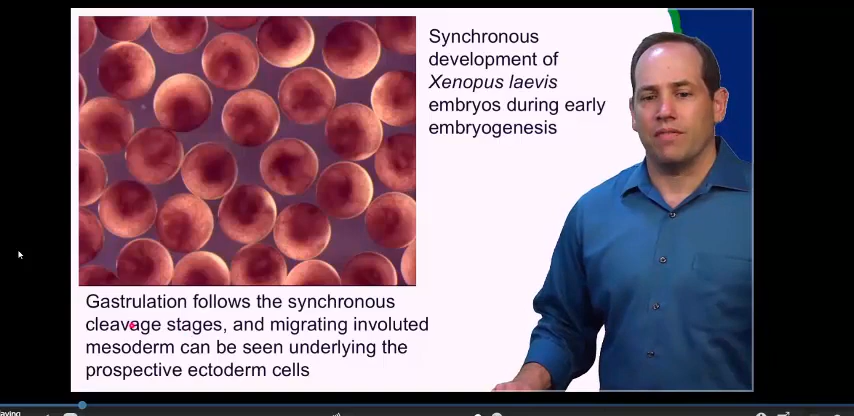 Synchronous
development of
Xenopus laevis
embryos during early
embryogenesis
Gastrulation follows the synchronous
cleavage stages, and migrating involuted
mesoderm can be seen underlying the
prospective ectoderm cells